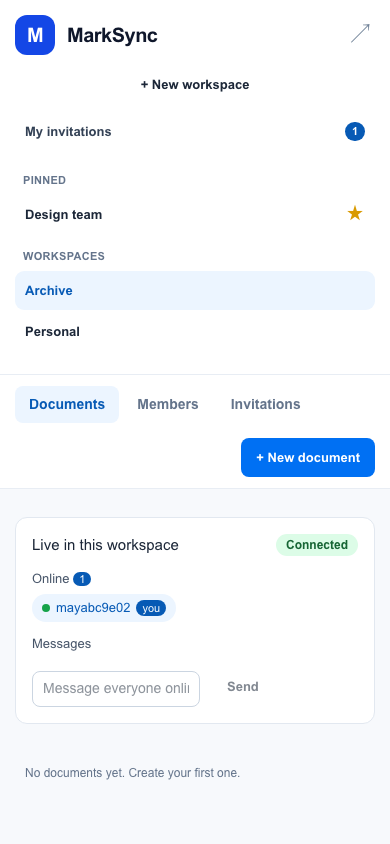 M MarkSync
+ New workspace
My invitations 1
PINNED
Design team
WORKSPACES
Archive
Personal
Documents Members Invitations
+ New document
Live in this workspace Connected
Online 1
mayabc9e02 you
Messages
Message everyone onli
Send
No documents yet. Create your first one.